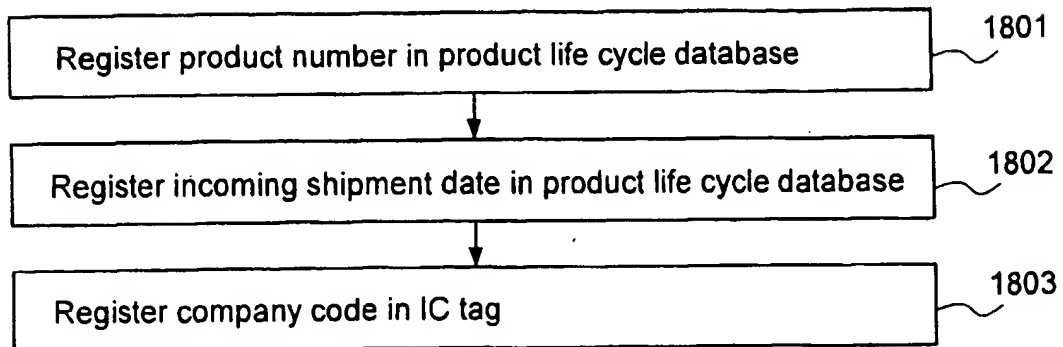 Register product number in product life cycle database
1801
Register incoming shipment date in product life cycle database
1802
Register company code in IC tag
1803